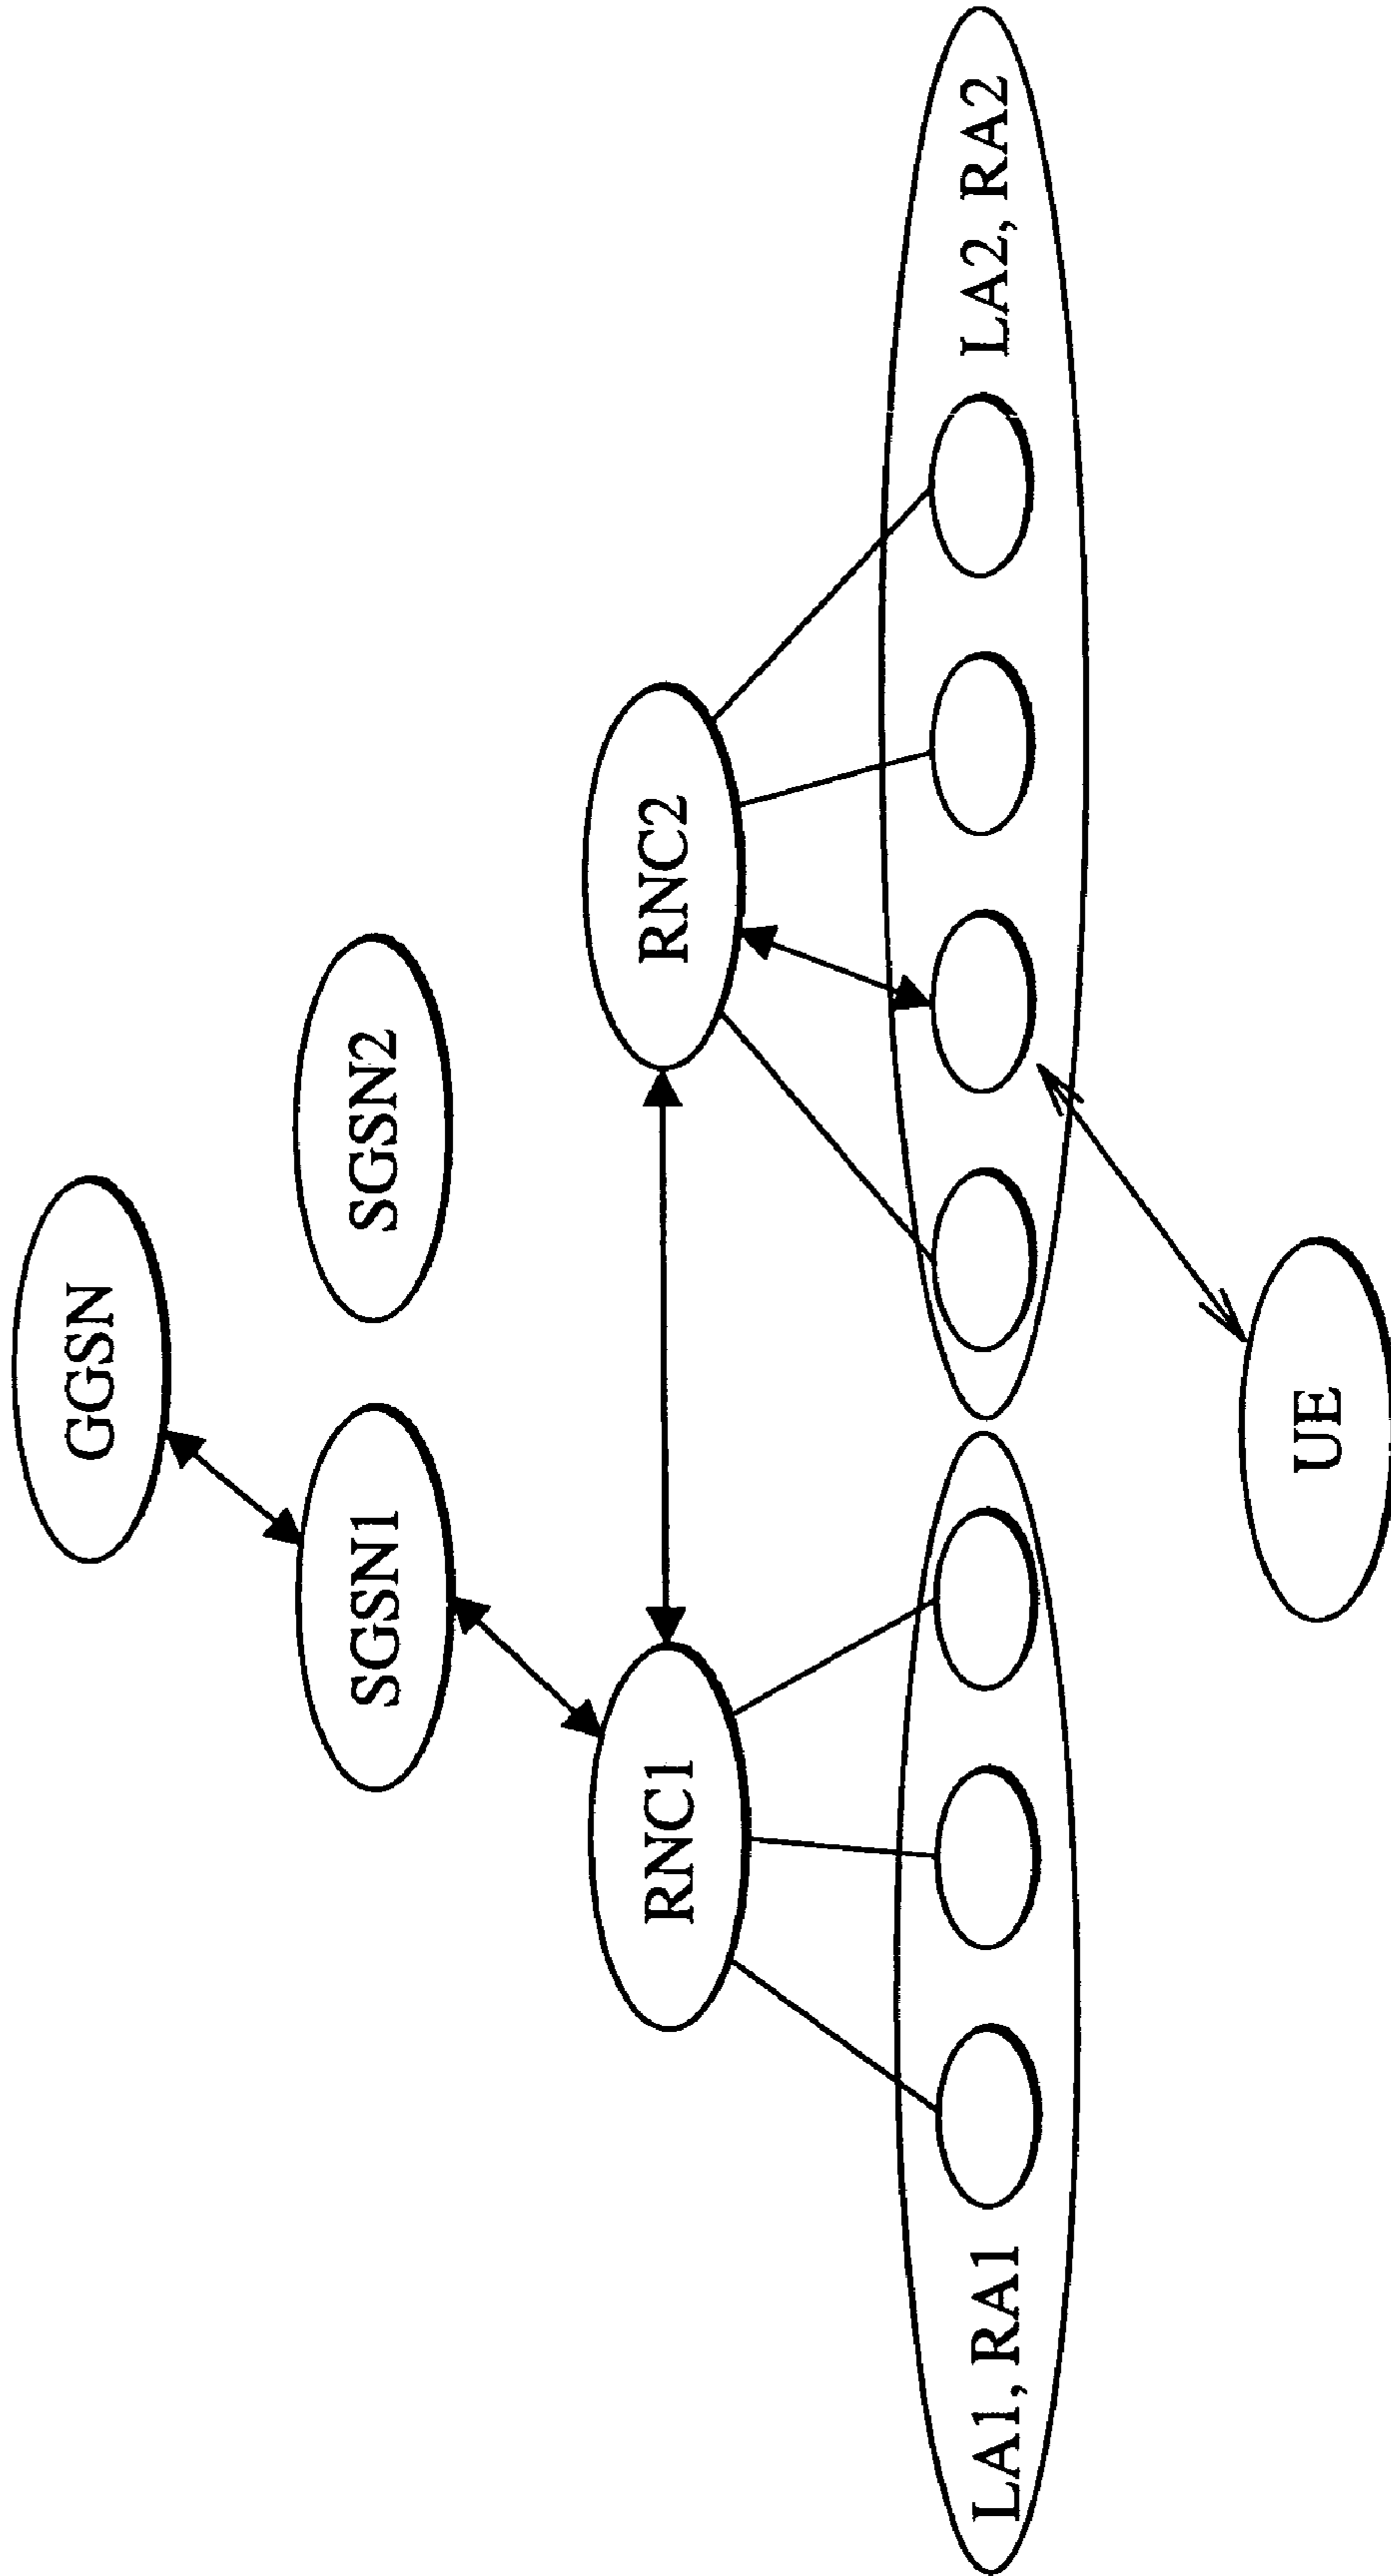 GGSN
SGSN1
SGSN2
RNC1
RNC2
LA1, RA1
LA2, RA2
UE